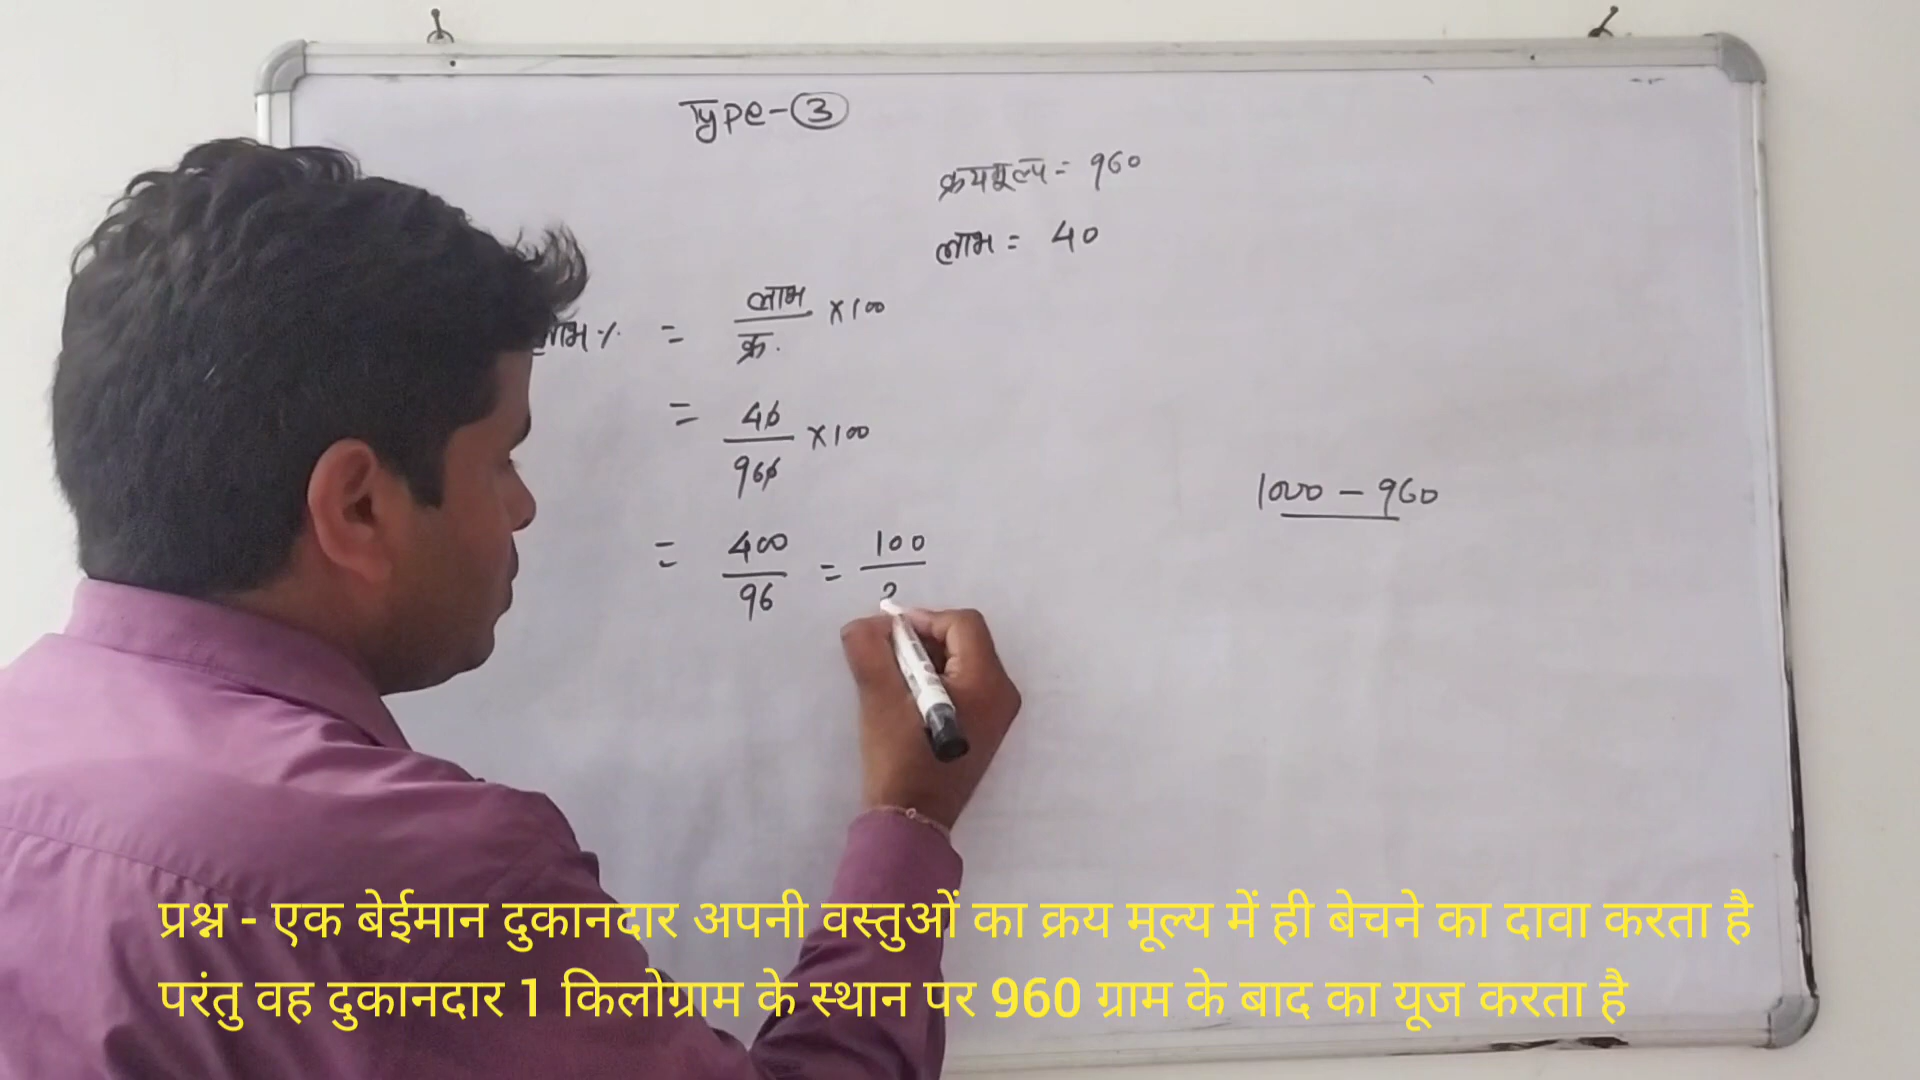 Type-3
क्रयमूल्य = 960
लाभ = 40
लाभ % = लाभ/क्र. ×100
= 40/960 ×100
1000 - 960
= 400/96 = 100/2
प्रश्न - एक बेईमान दुकानदार अपनी वस्तुओं का क्रय मूल्य में ही बेचने का दावा करता है
परंतु वह दुकानदार 1 किलोग्राम के स्थान पर 960 ग्राम के बाद का यूज करता है